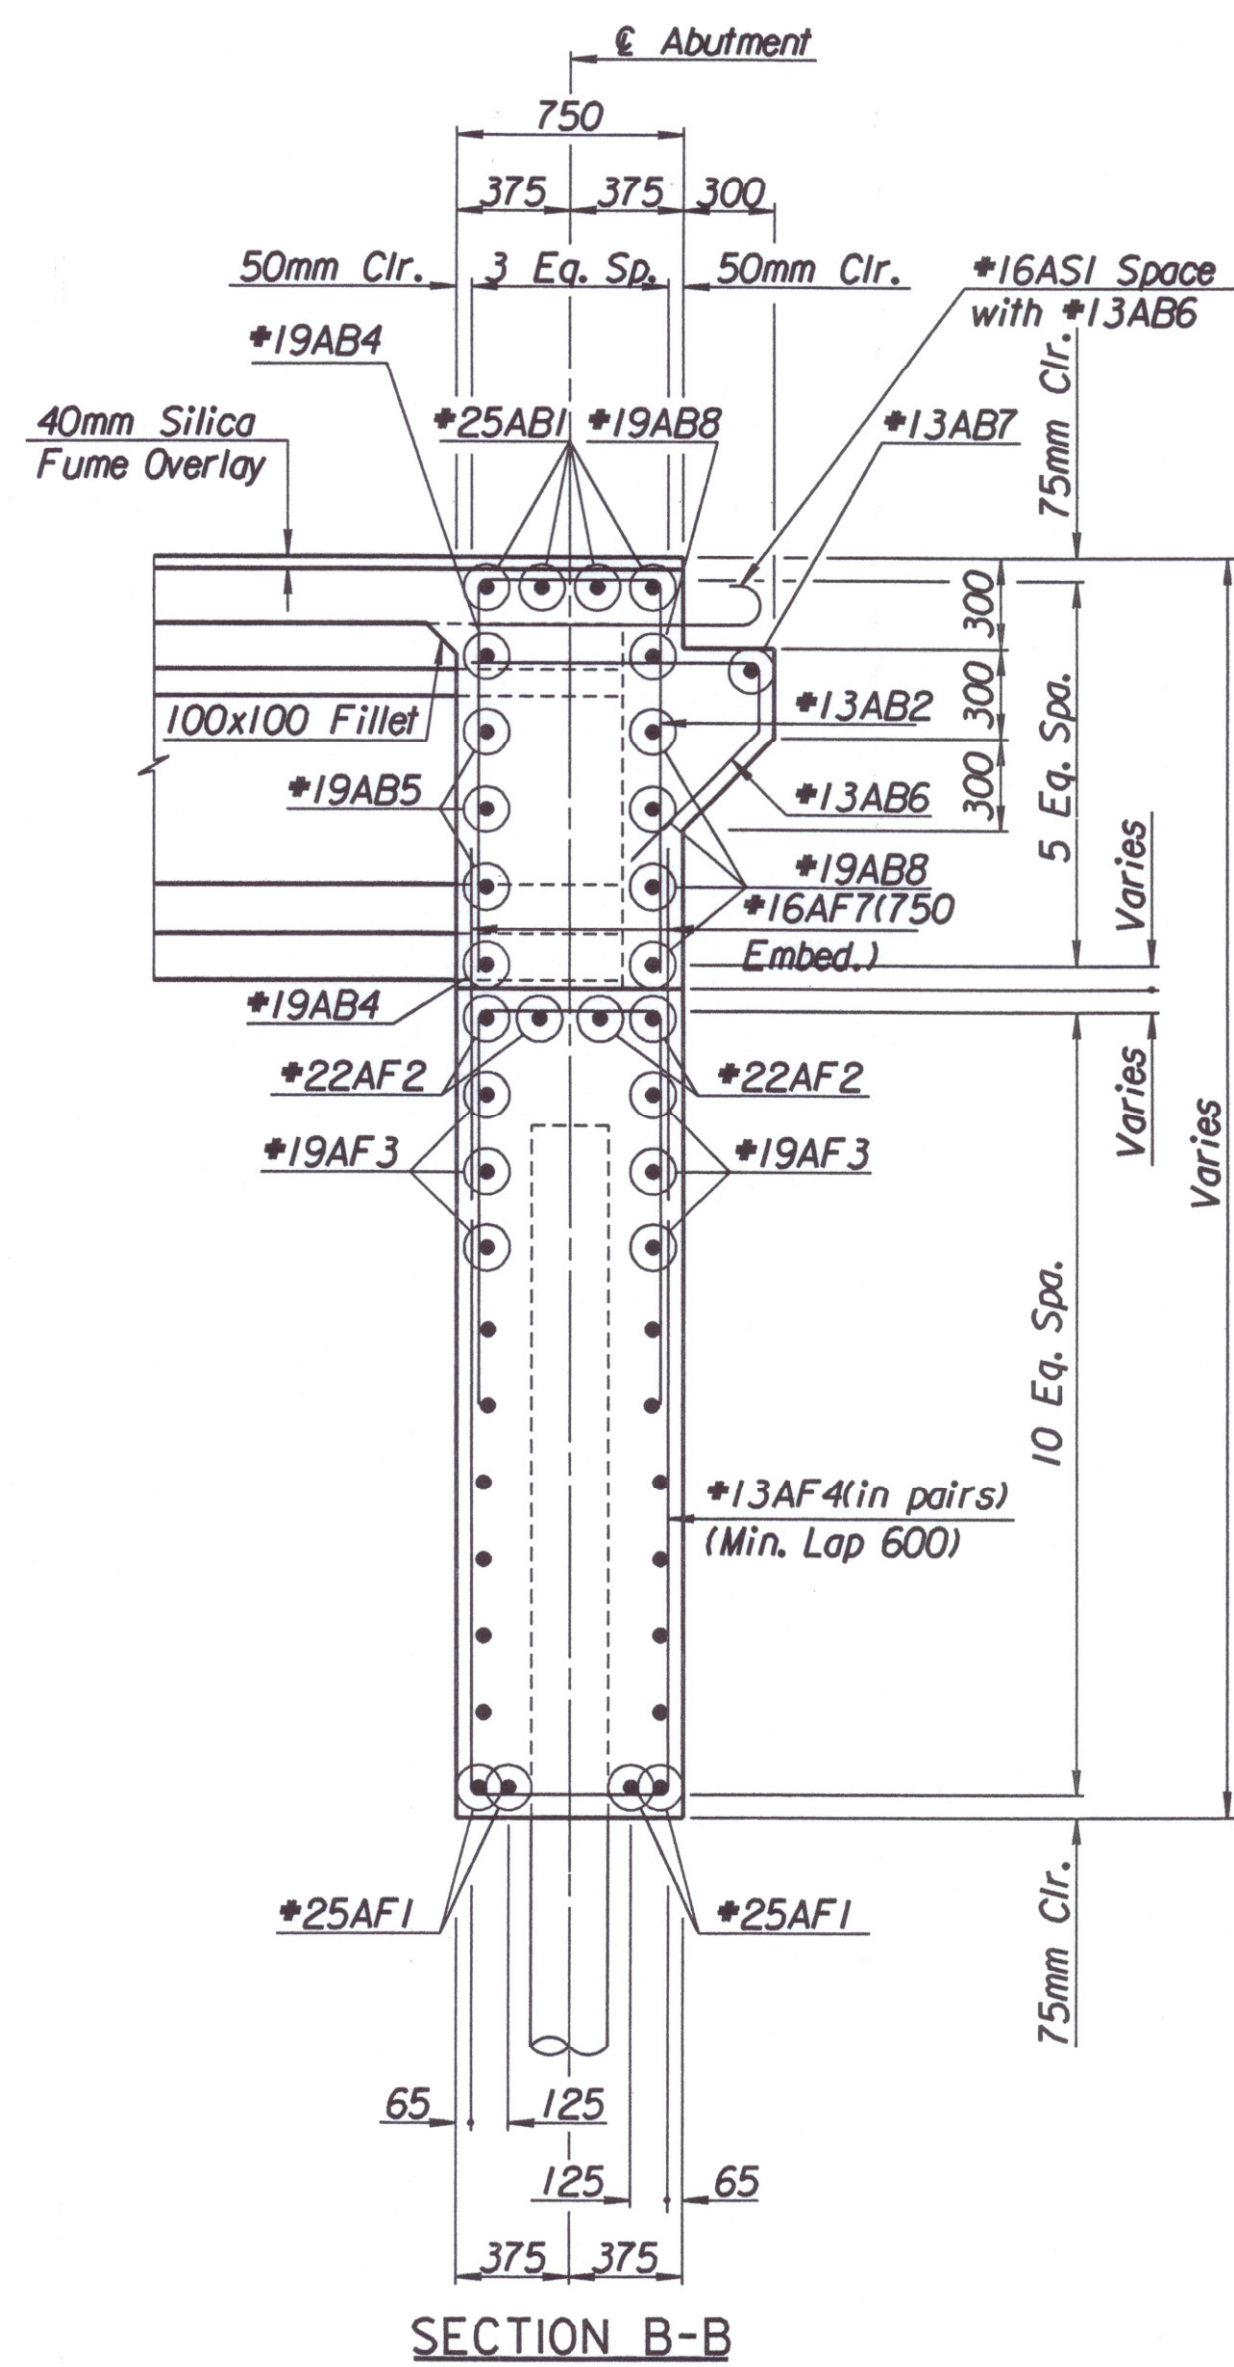 ℄ Abutment
750
375
375
300
50mm Clr.
3 Eq. Sp.
50mm Clr.
#16AS1 Space
with #13AB6
#19AB4
75mm Clr.
40mm Silica
Fume Overlay
#25AB1
#19AB8
#13AB7
300
100x100 Fillet
#13AB2
300
#19AB5
#13AB6
300
5 Eq. Spa.
#19AB8
Varies
#16AF7(750
Embed.)
#19AB4
#22AF2
#22AF2
Varies
Varies
#19AF3
#19AF3
10 Eq. Spa.
#13AF4(in pairs)
(Min. Lap 600)
#25AF1
#25AF1
75mm Clr.
65
125
125
65
375
375
SECTION B-B